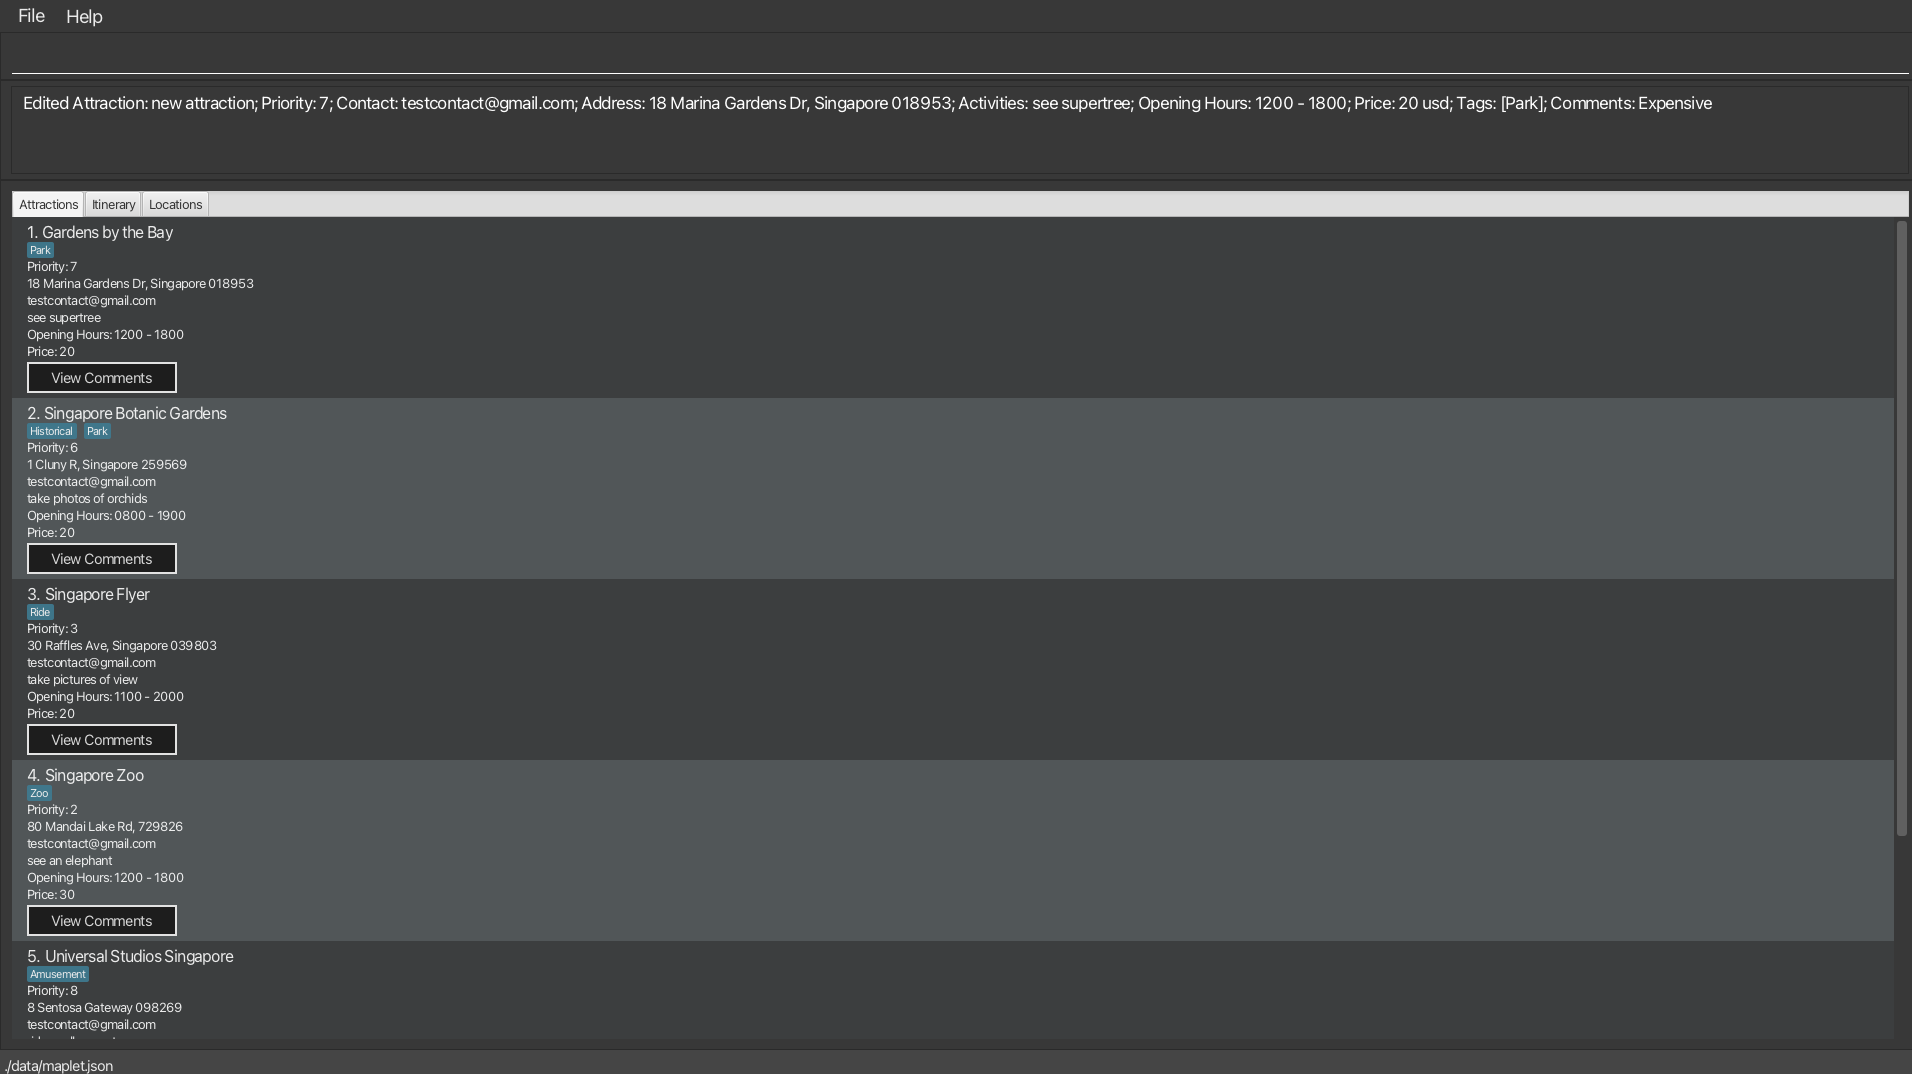 File Help
Edited Attraction: new attraction; Priority: 7; Contact: testcontact@gmail.com; Address: 18 Marina Gardens Dr, Singapore 018953; Activities: see supertree; Opening Hours: 1200 - 1800; Price: 20 usd; Tags: [Park]; Comments: Expensive
Attractions Itinerary Locations
1. Gardens by the Bay
Park
Priority: 7
18 Marina Gardens Dr, Singapore 018953
testcontact@gmail.com
see supertree
Opening Hours: 1200 - 1800
Price: 20
View Comments
2. Singapore Botanic Gardens
Historical Park
Priority: 6
1 Cluny R, Singapore 259569
testcontact@gmail.com
take photos of orchids
Opening Hours: 0800 - 1900
Price: 20
View Comments
3. Singapore Flyer
Ride
Priority: 3
30 Raffles Ave, Singapore 039803
testcontact@gmail.com
take pictures of view
Opening Hours: 1100 - 2000
Price: 20
View Comments
4. Singapore Zoo
Zoo
Priority: 2
80 Mandai Lake Rd, 729826
testcontact@gmail.com
see an elephant
Opening Hours: 1200 - 1800
Price: 30
View Comments
5. Universal Studios Singapore
Amusement
Priority: 8
8 Sentosa Gateway 098269
testcontact@gmail.com
./data/maplet.json